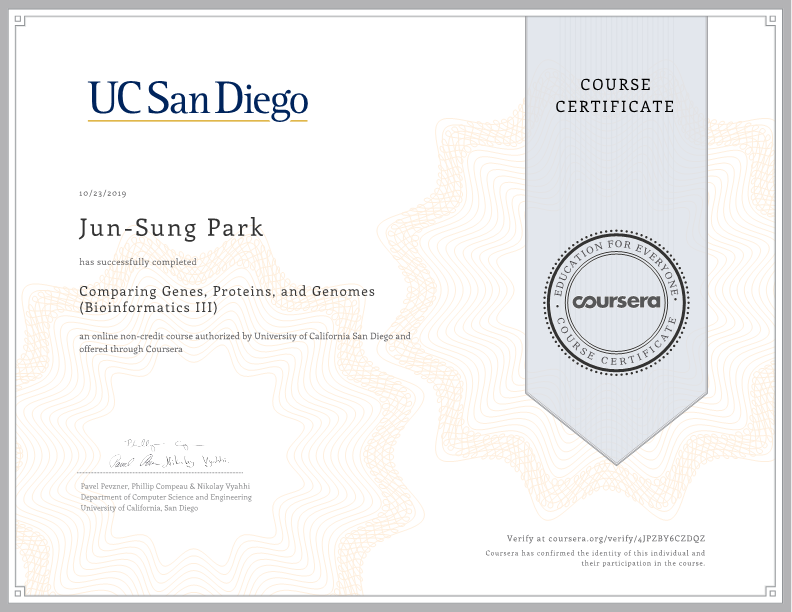 UC San Diego
COURSE
CERTIFICATE
10/23/2019
Jun-Sung Park
has successfully completed
Comparing Genes, Proteins, and Genomes
(Bioinformatics III)
an online non-credit course authorized by University of California San Diego and
offered through Coursera
EDUCATION FOR EVERYONE
coursera
COURSE CERTIFICATE
Pavel Pevzner, Phillip Compeau & Nikolay Vyahhi
Department of Computer Science and Engineering
University of California, San Diego
Verify at coursera.org/verify/4JPZBY6CZDQZ
Coursera has confirmed the identity of this individual and
their participation in the course.